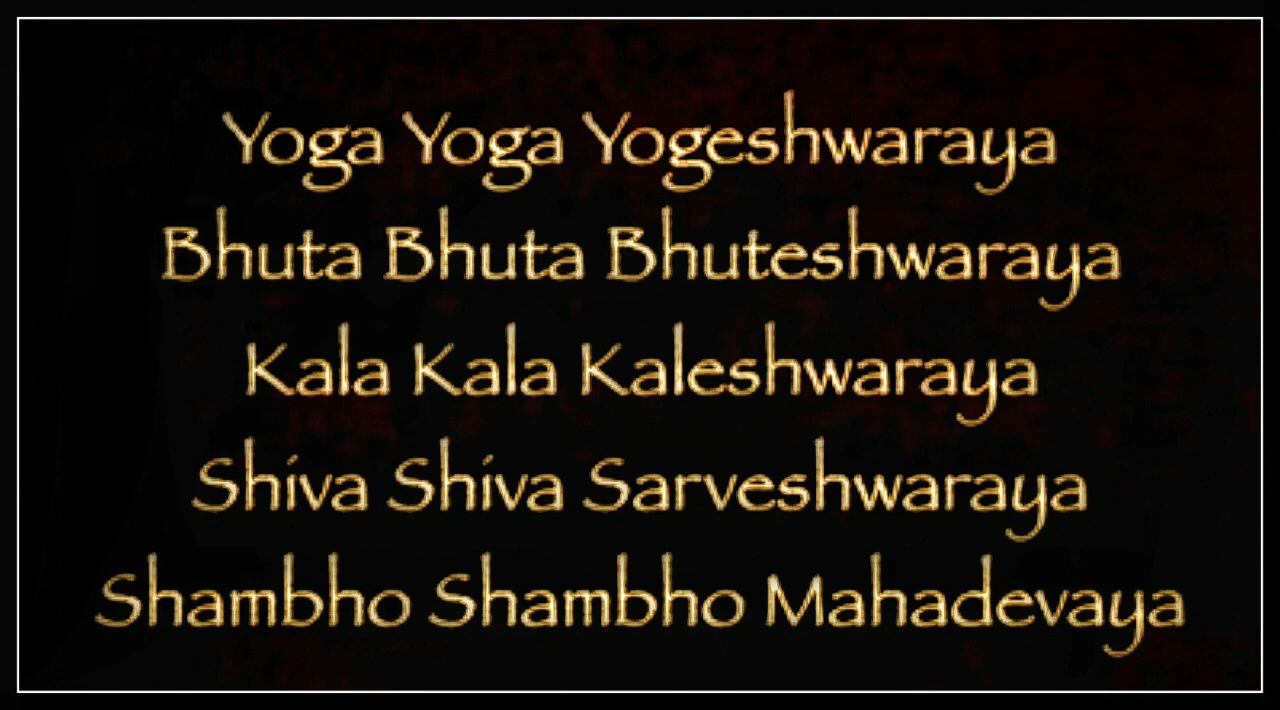 Yoga Yoga Yogeshwaraya
Bhuta Bhuta Bhuteshwaraya
Kala Kala Kaleshwaraya
Shiva Shiva Sarveshwaraya
Shambho Shambho Mahadevaya